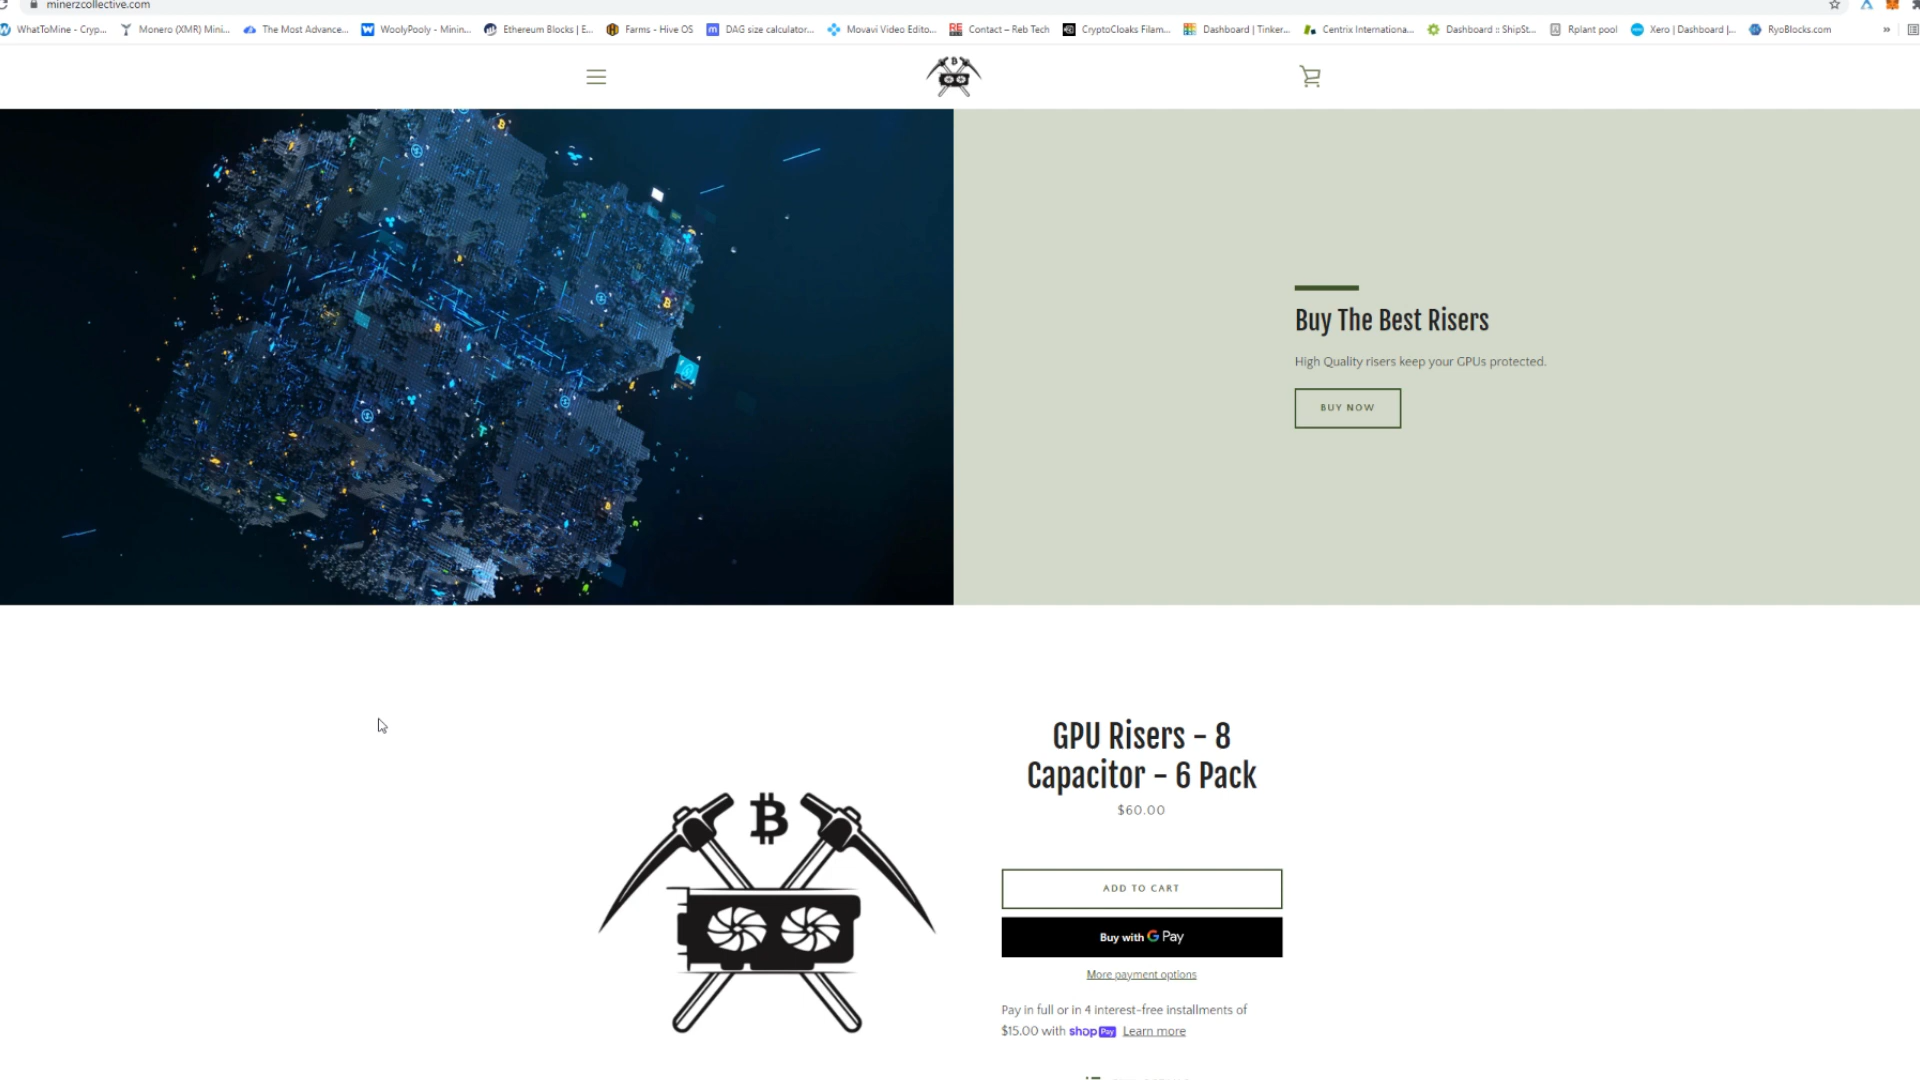 minerzcollective.com
WhatToMine - Cryp... Monero (XMR) Mini... The Most Advance... WoolyPooly - Minin... Ethereum Blocks | E... Farms - Hive OS DAG size calculator... Movavi Video Edito... Contact – Reb Tech CryptoCloaks Filam... Dashboard | Tinker... Centrix Internationa... Dashboard :: ShipSt... Rplant pool Xero | Dashboard |... RyoBlocks.com »
Buy The Best Risers
High Quality risers keep your GPUs protected.
BUY NOW
GPU Risers - 8
Capacitor - 6 Pack
$60.00
ADD TO CART
Buy with G Pay
More payment options
Pay in full or in 4 interest-free installments of
$15.00 with shop Pay Learn more